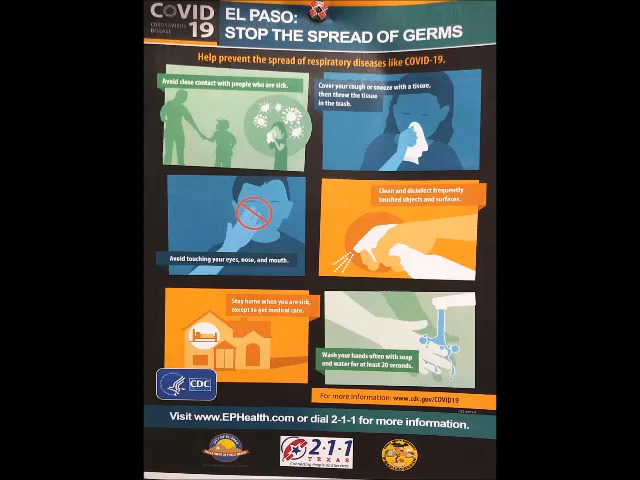 COVID
CORONAVIRUS
DISEASE
19
EL PASO:
STOP THE SPREAD OF GERMS
Help prevent the spread of respiratory diseases like COVID-19.
Avoid close contact with people who are sick.
Cover your cough or sneeze with a tissue,
then throw the tissue
in the trash.
Avoid touching your eyes, nose, and mouth.
Clean and disinfect frequently
touched objects and surfaces.
Stay home when you are sick,
except to get medical care.
Wash your hands often with soap
and water for at least 20 seconds.
CDC
For more information: www.cdc.gov/COVID19
Visit www.EPHealth.com or dial 2-1-1 for more information.
2·1·1
TEXAS
Connecting People and Services